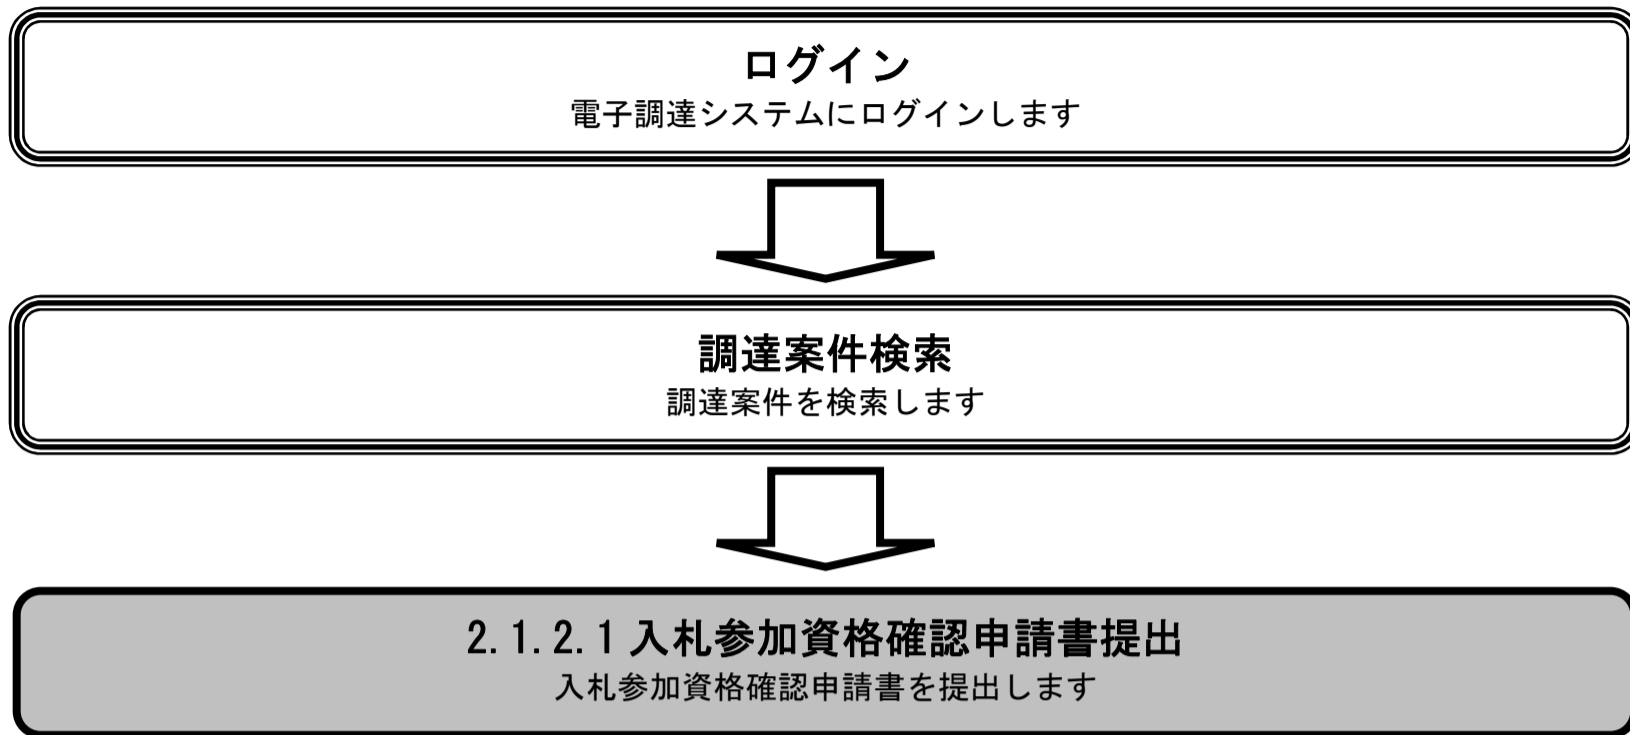 ログイン
電子調達システムにログインします
調達案件検索
調達案件を検索します
2.1.2.1 入札参加資格確認申請書提出
入札参加資格確認申請書を提出します